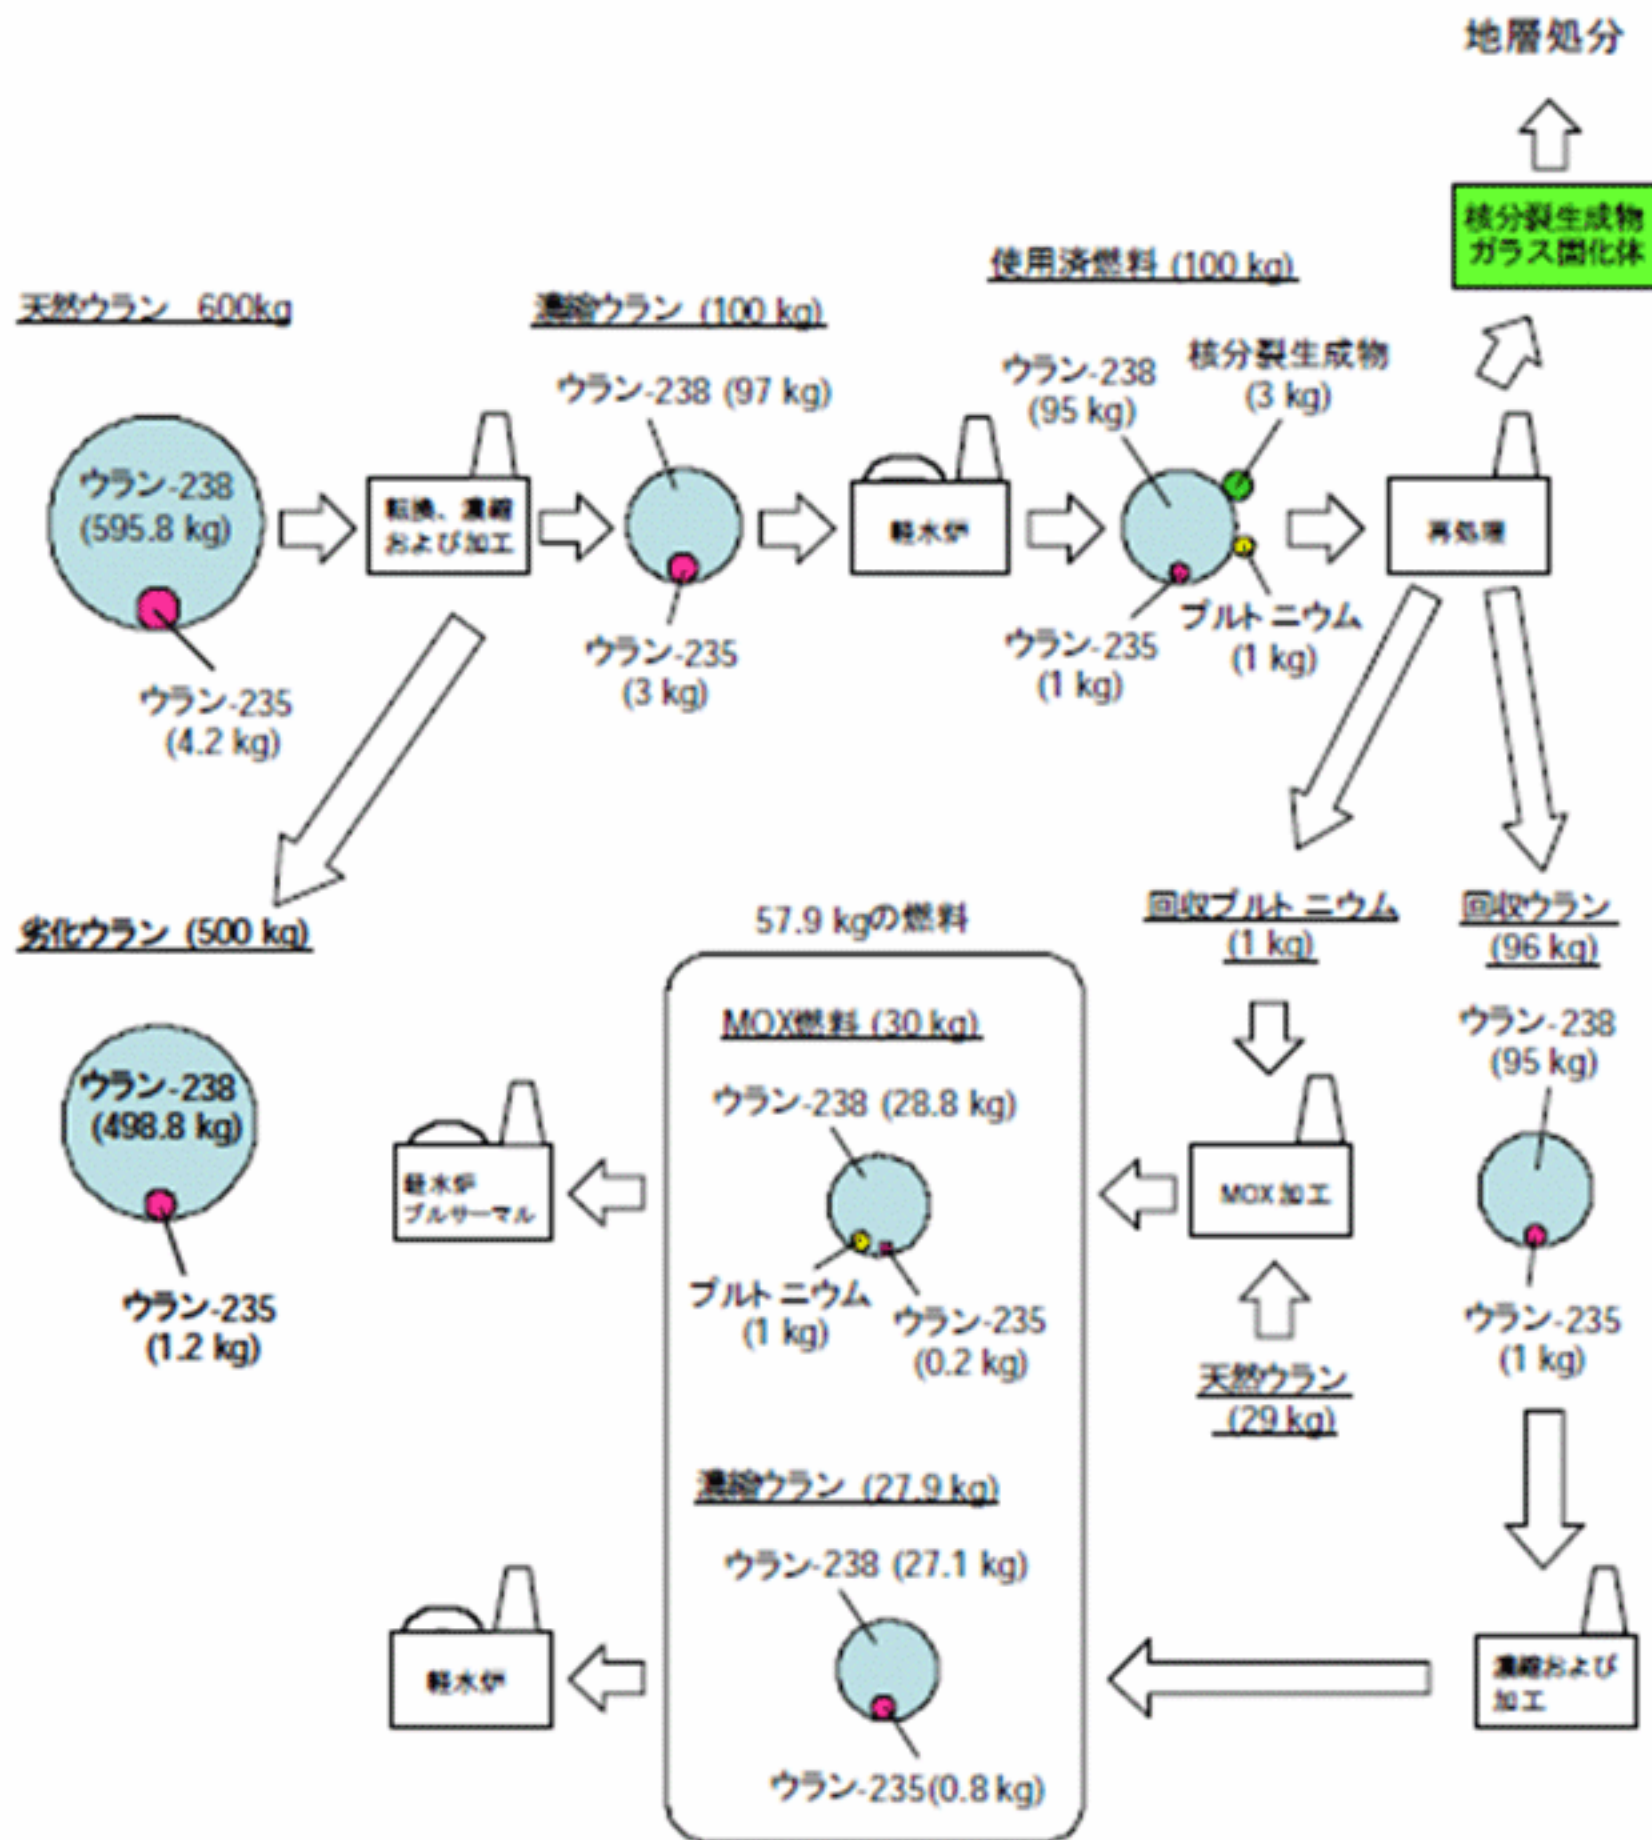 地層処分
核分裂生成物
ガラス固化体
使用済燃料 (100 kg)
天然ウラン 600kg
濃縮ウラン (100 kg)
ウラン-238
(95 kg)
核分裂生成物
(3 kg)
ウラン-238 (97 kg)
ウラン-238
(595.8 kg)
転換、濃縮
および加工
軽水炉
再処理
ウラン-235
(4.2 kg)
ウラン-235
(3 kg)
ウラン-235
(1 kg)
プルトニウム
(1 kg)
劣化ウラン (500 kg)
57.9 kgの燃料
回収プルトニウム
(1 kg)
回収ウラン
(96 kg)
MOX燃料 (30 kg)
ウラン-238
(95 kg)
ウラン-238
(498.8 kg)
ウラン-238 (28.8 kg)
軽水炉
プルサーマル
MOX加工
プルトニウム
(1 kg)
ウラン-235
(0.2 kg)
ウラン-235
(1.2 kg)
ウラン-235
(1 kg)
天然ウラン
(29 kg)
濃縮ウラン (27.9 kg)
ウラン-238 (27.1 kg)
軽水炉
濃縮および
加工
ウラン-235(0.8 kg)